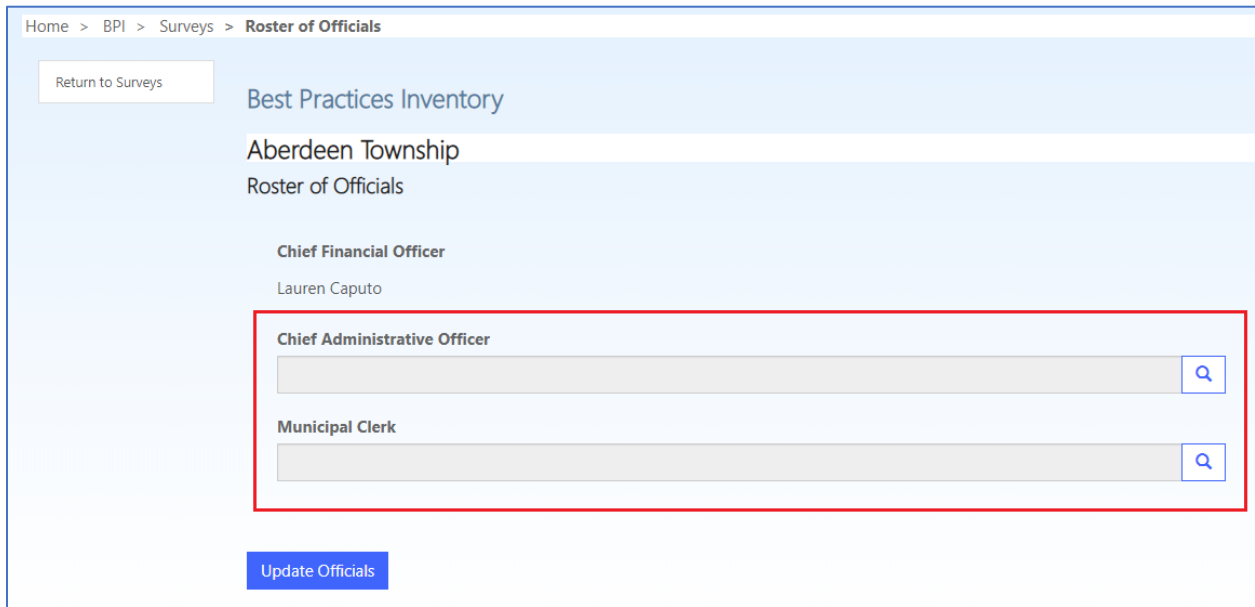 Home > BPI > Surveys > Roster of Officials
Return to Surveys
Best Practices Inventory
Aberdeen Township
Roster of Officials
Chief Financial Officer
Lauren Caputo
Chief Administrative Officer
Municipal Clerk
Update Officials